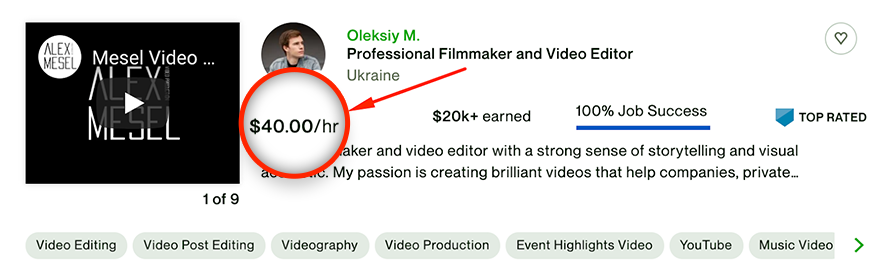 ALEX
MESEL
Mesel Video ...
ALEX
MESEL
1 of 9
Oleksiy M.
Professional Filmmaker and Video Editor
Ukraine
$40.00/hr
$20k+ earned
100% Job Success
TOP RATED
aker and video editor with a strong sense of storytelling and visual
ic. My passion is creating brilliant videos that help companies, private...
Video Editing
Video Post Editing
Videography
Video Production
Event Highlights Video
YouTube
Music Video